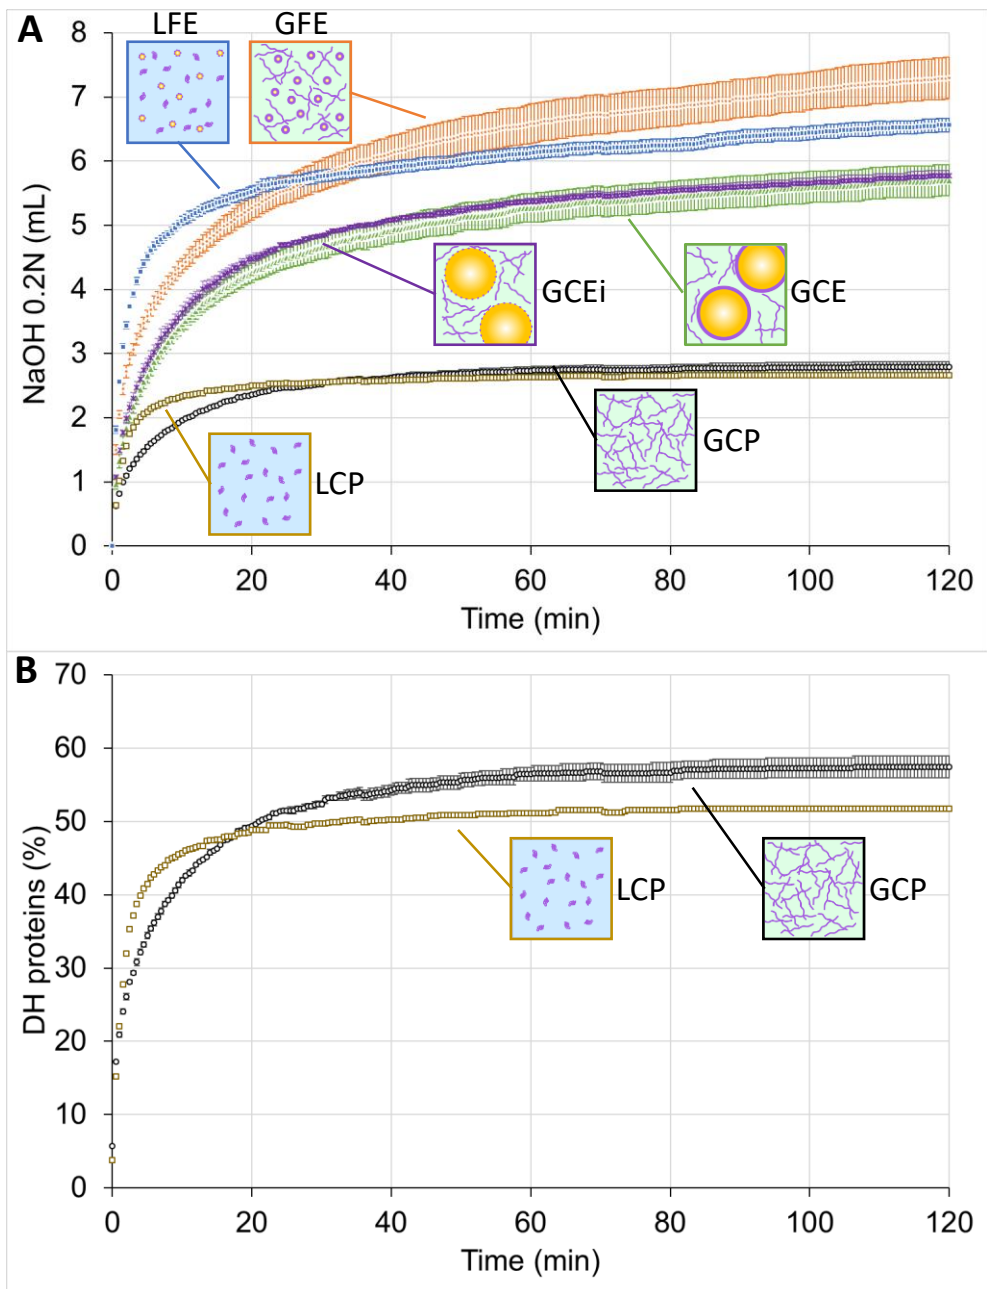 A
LFE
GFE
8
7
6
5
4
3
2
1
0
NaOH 0.2N (mL)
GCEi
GCE
GCP
LCP
0 20 40 60 80 100 120
Time (min)
B
70
60
50
40
30
20
10
0
DH proteins (%)
LCP
GCP
0 20 40 60 80 100 120
Time (min)